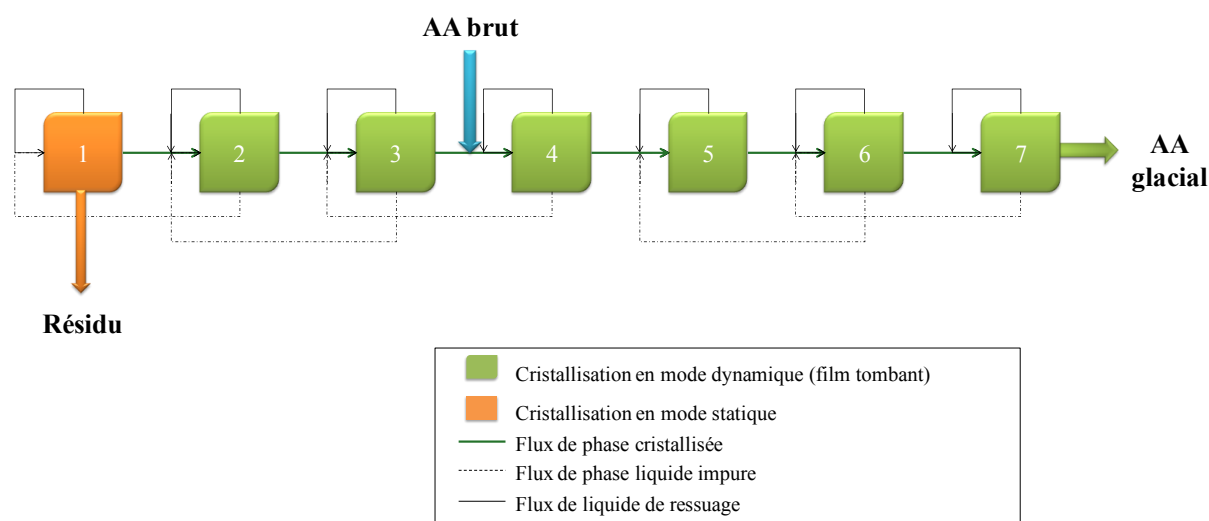 AA brut
1
2
3
4
5
6
7
AA
glacial
Résidu
Cristallisation en mode dynamique (film tombant)
Cristallisation en mode statique
Flux de phase cristallisée
Flux de phase liquide impure
Flux de liquide de ressuage